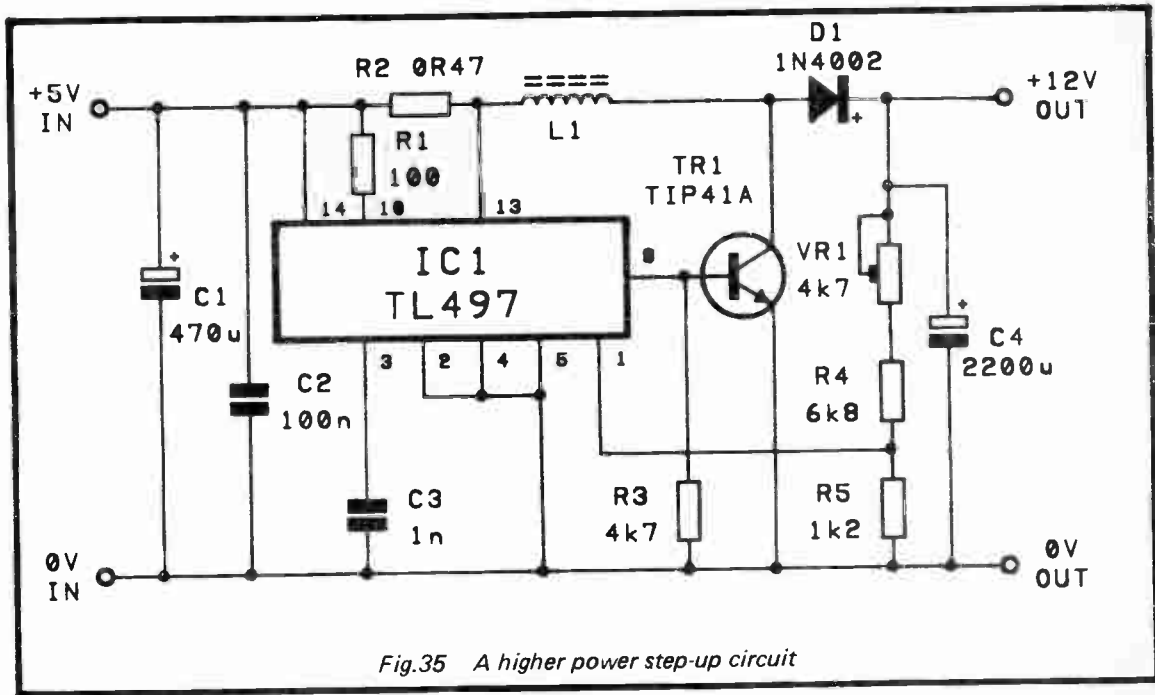 D1
1N4002
R2 0R47
+5V
IN
+12V
OUT
L1
+
R1
100
TR1
TIP41A
14
10
13
IC1
TL497
8
VR1
4k7
+
C1
470u
+
C4
2200u
3
2
4
5
1
C2
100n
R4
6k8
C3
1n
R3
4k7
R5
1k2
0V
IN
0V
OUT
Fig.35 A higher power step-up circuit